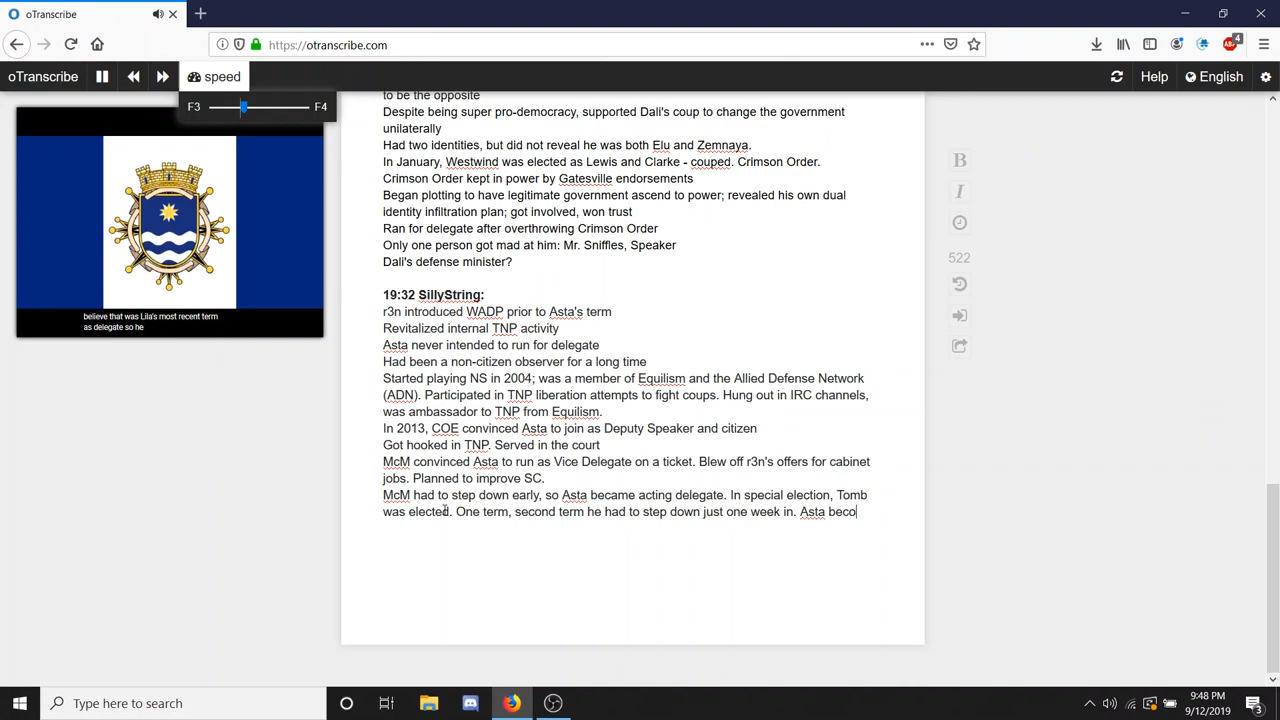 oTranscribe
https://otranscribe.com
4
oTranscribe
speed
Help
English
F3
F4
to be the opposite
Despite being super pro-democracy, supported Dali's coup to change the government
unilaterally
Had two identities, but did not reveal he was both Elu and Zemnaya.
In January, Westwind was elected as Lewis and Clarke - couped. Crimson Order.
Crimson Order kept in power by Gatesville endorsements
Began plotting to have legitimate government ascend to power; revealed his own dual
identity infiltration plan; got involved, won trust
Ran for delegate after overthrowing Crimson Order
Only one person got mad at him: Mr. Sniffles, Speaker
Dali's defense minister?
19:32 SillyString:
r3n introduced WADP prior to Asta's term
Revitalized internal TNP activity
Asta never intended to run for delegate
Had been a non-citizen observer for a long time
Started playing NS in 2004; was a member of Equilism and the Allied Defense Network
(ADN). Participated in TNP liberation attempts to fight coups. Hung out in IRC channels,
was ambassador to TNP from Equilism.
In 2013, COE convinced Asta to join as Deputy Speaker and citizen
Got hooked in TNP. Served in the court
McM convinced Asta to run as Vice Delegate on a ticket. Blew off r3n's offers for cabinet
jobs. Planned to improve SC.
McM had to step down early, so Asta became acting delegate. In special election, Tomb
was elected. One term, second term he had to step down just one week in. Asta beco
believe that was Lila's most recent term
as delegate so he
B
I
522
Type here to search
9:48 PM
9/12/2019
3